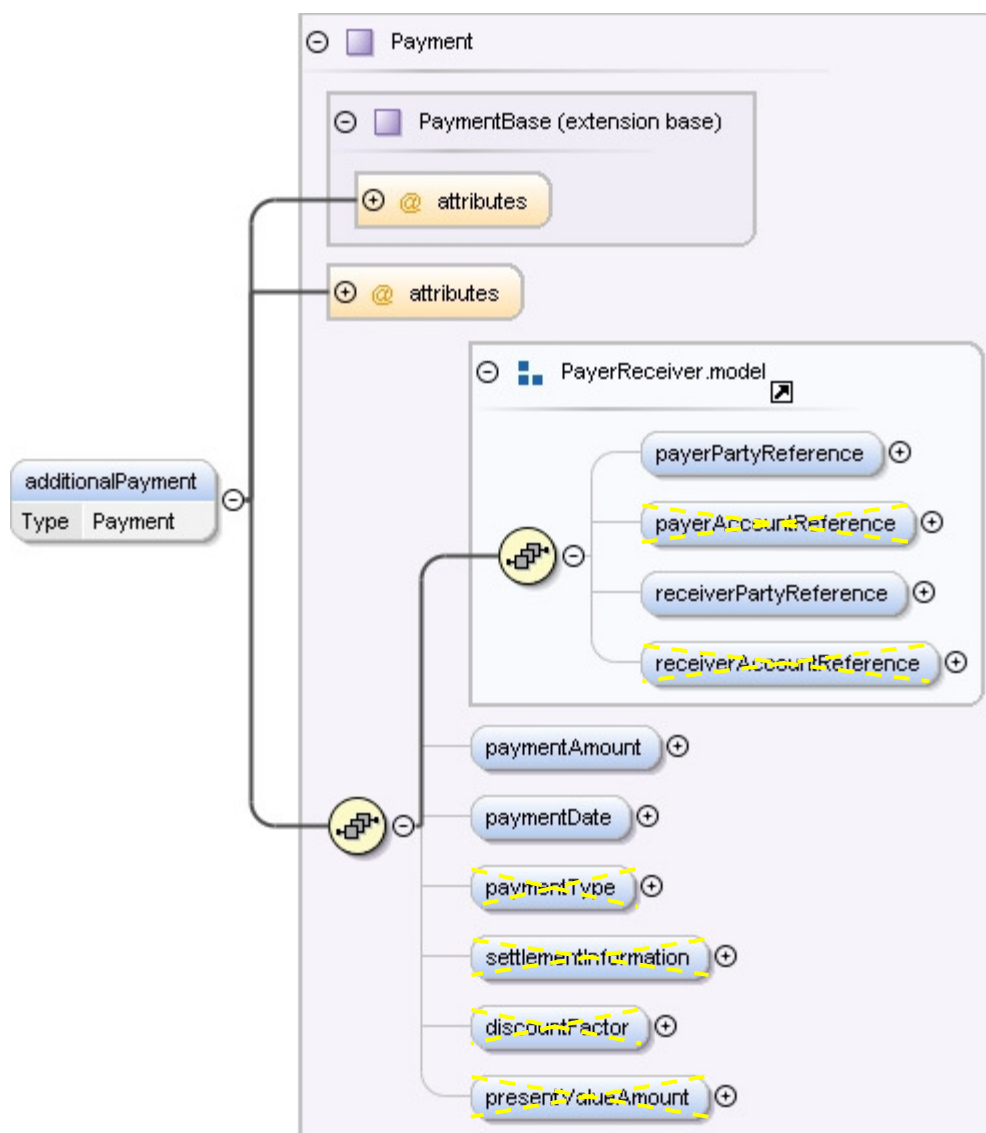 Payment
PaymentBase (extension base)
@ attributes
@ attributes
PayerReceiver.model
payerPartyReference
additionalPayment
Type Payment
payerAccountReference
receiverPartyReference
receiverAccountReference
paymentAmount
paymentDate
paymentType
settlementInformation
discountFactor
presentValueAmount